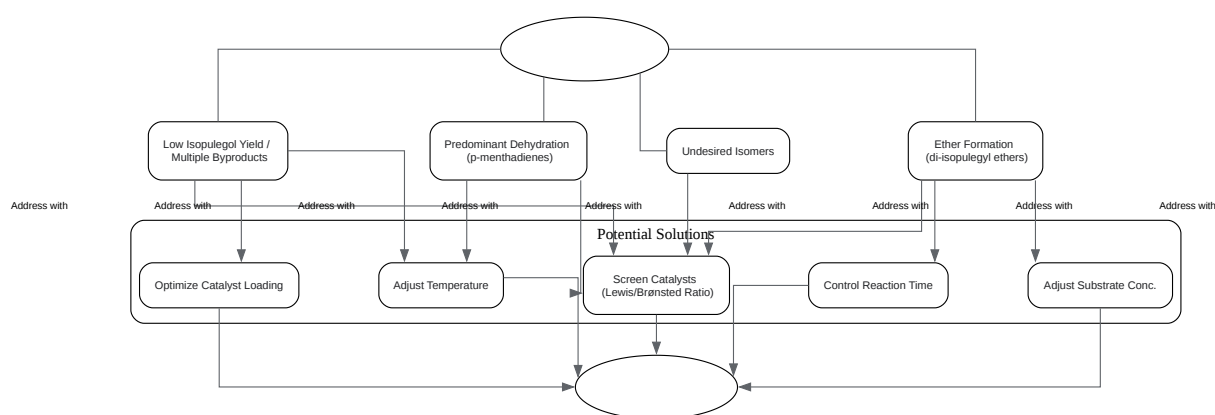 Low Isopulegol Yield /
Multiple Byproducts
Predominant Dehydration
(p-menthadienes)
Undesired Isomers
Ether Formation
(di-isopulegyl ethers)
Address with
Address with
Address with
Address with
Address with
Address with
Address with
Address with
Address with
Potential Solutions
Optimize Catalyst Loading
Adjust Temperature
Screen Catalysts
(Lewis/Brønsted Ratio)
Control Reaction Time
Adjust Substrate Conc.